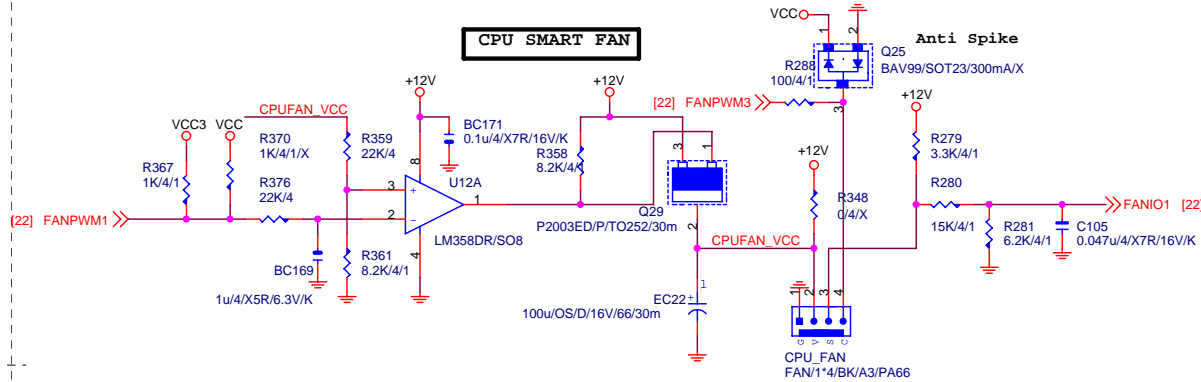 CPU SMART FAN
VCC
1
2
Anti Spike
Q25
BAV99/SOT23/300mA/X
R288
100/4/1
3
[22] FANPWM3
+12V
+12V
+12V
+12V
CPUFAN_VCC
VCC3
VCC
R367
1K/4/1
R370
1K/4/1/X
R376
22K/4
R359
22K/4
BC171
0.1u/4/X7R/16V/K
R358
8.2K/4/1
3
1
R279
3.3K/4/1
8
U12A
3
+
2
-
1
4
LM358DR/SO8
[22] FANPWM1
Q29
P2003ED/P/TO252/30m
2
CPUFAN_VCC
R348
0/4/X
R280
15K/4/1
FANIO1 [22]
R281
6.2K/4/1
C105
0.047u/4/X7R/16V/K
BC169
1u/4/X5R/6.3V/K
R361
8.2K/4/1
1
+
EC22
100u/OS/D/16V/66/30m
1
2
3
4
G
V
S
C
CPU_FAN
FAN/1*4/BK/A3/PA66